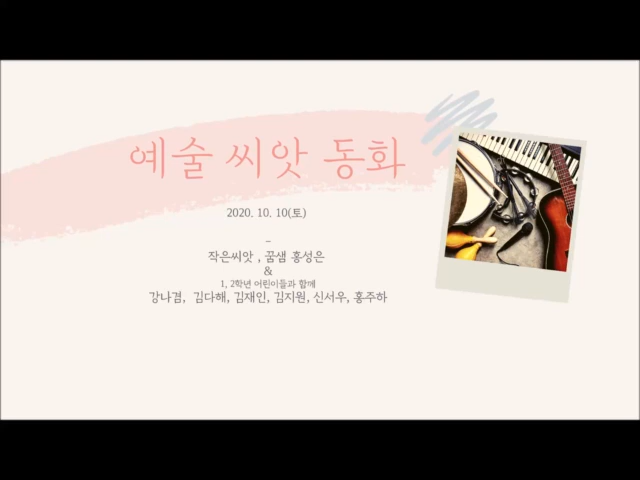 예술 씨앗 동화
2020. 10. 10(토)
–
작은씨앗 , 꿈샘 홍성은
&
1, 2학년 어린이들과 함께
강나겸, 김다해, 김재인, 김지원, 신서우, 홍주하